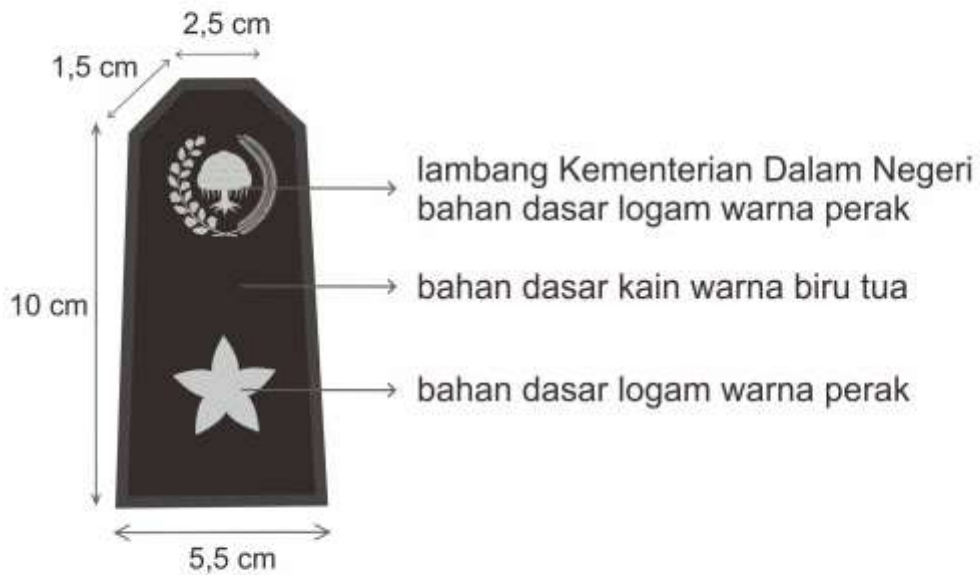 2,5 cm
1,5 cm
lambang Kementerian Dalam Negeri
bahan dasar logam warna perak
10 cm
bahan dasar kain warna biru tua
bahan dasar logam warna perak
5,5 cm